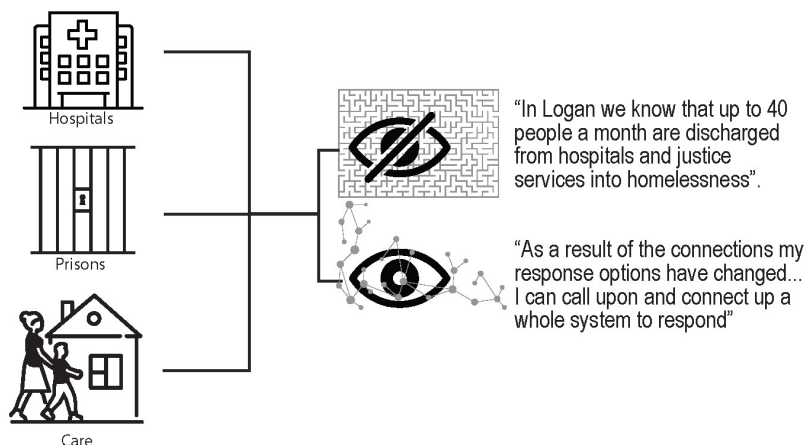 Hospitals
Prisons
Care
“In Logan we know that up to 40
people a month are discharged
from hospitals and justice
services into homelessness”.
“As a result of the connections my
response options have changed...
I can call upon and connect up a
whole system to respond”